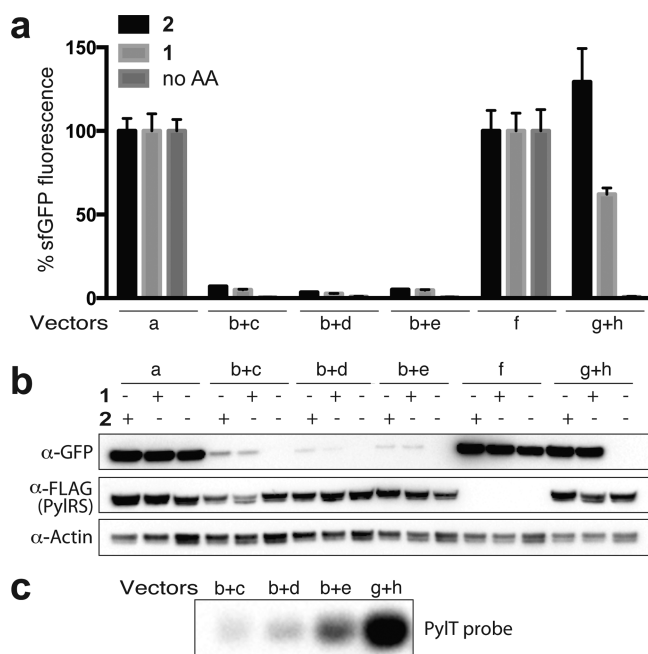 a
2
1
no AA
% sfGFP fluorescence
150
100
50
0
Vectors a b+c b+d b+e f g+h
b
a b+c b+d b+e f g+h
1 - + - - + - - + - - + - - + - - + -
2 + - - + - - + - - + - - + - - + - -
α-GFP
α-FLAG
(PylRS)
α-Actin
c
Vectors b+c b+d b+e g+h
PylT probe